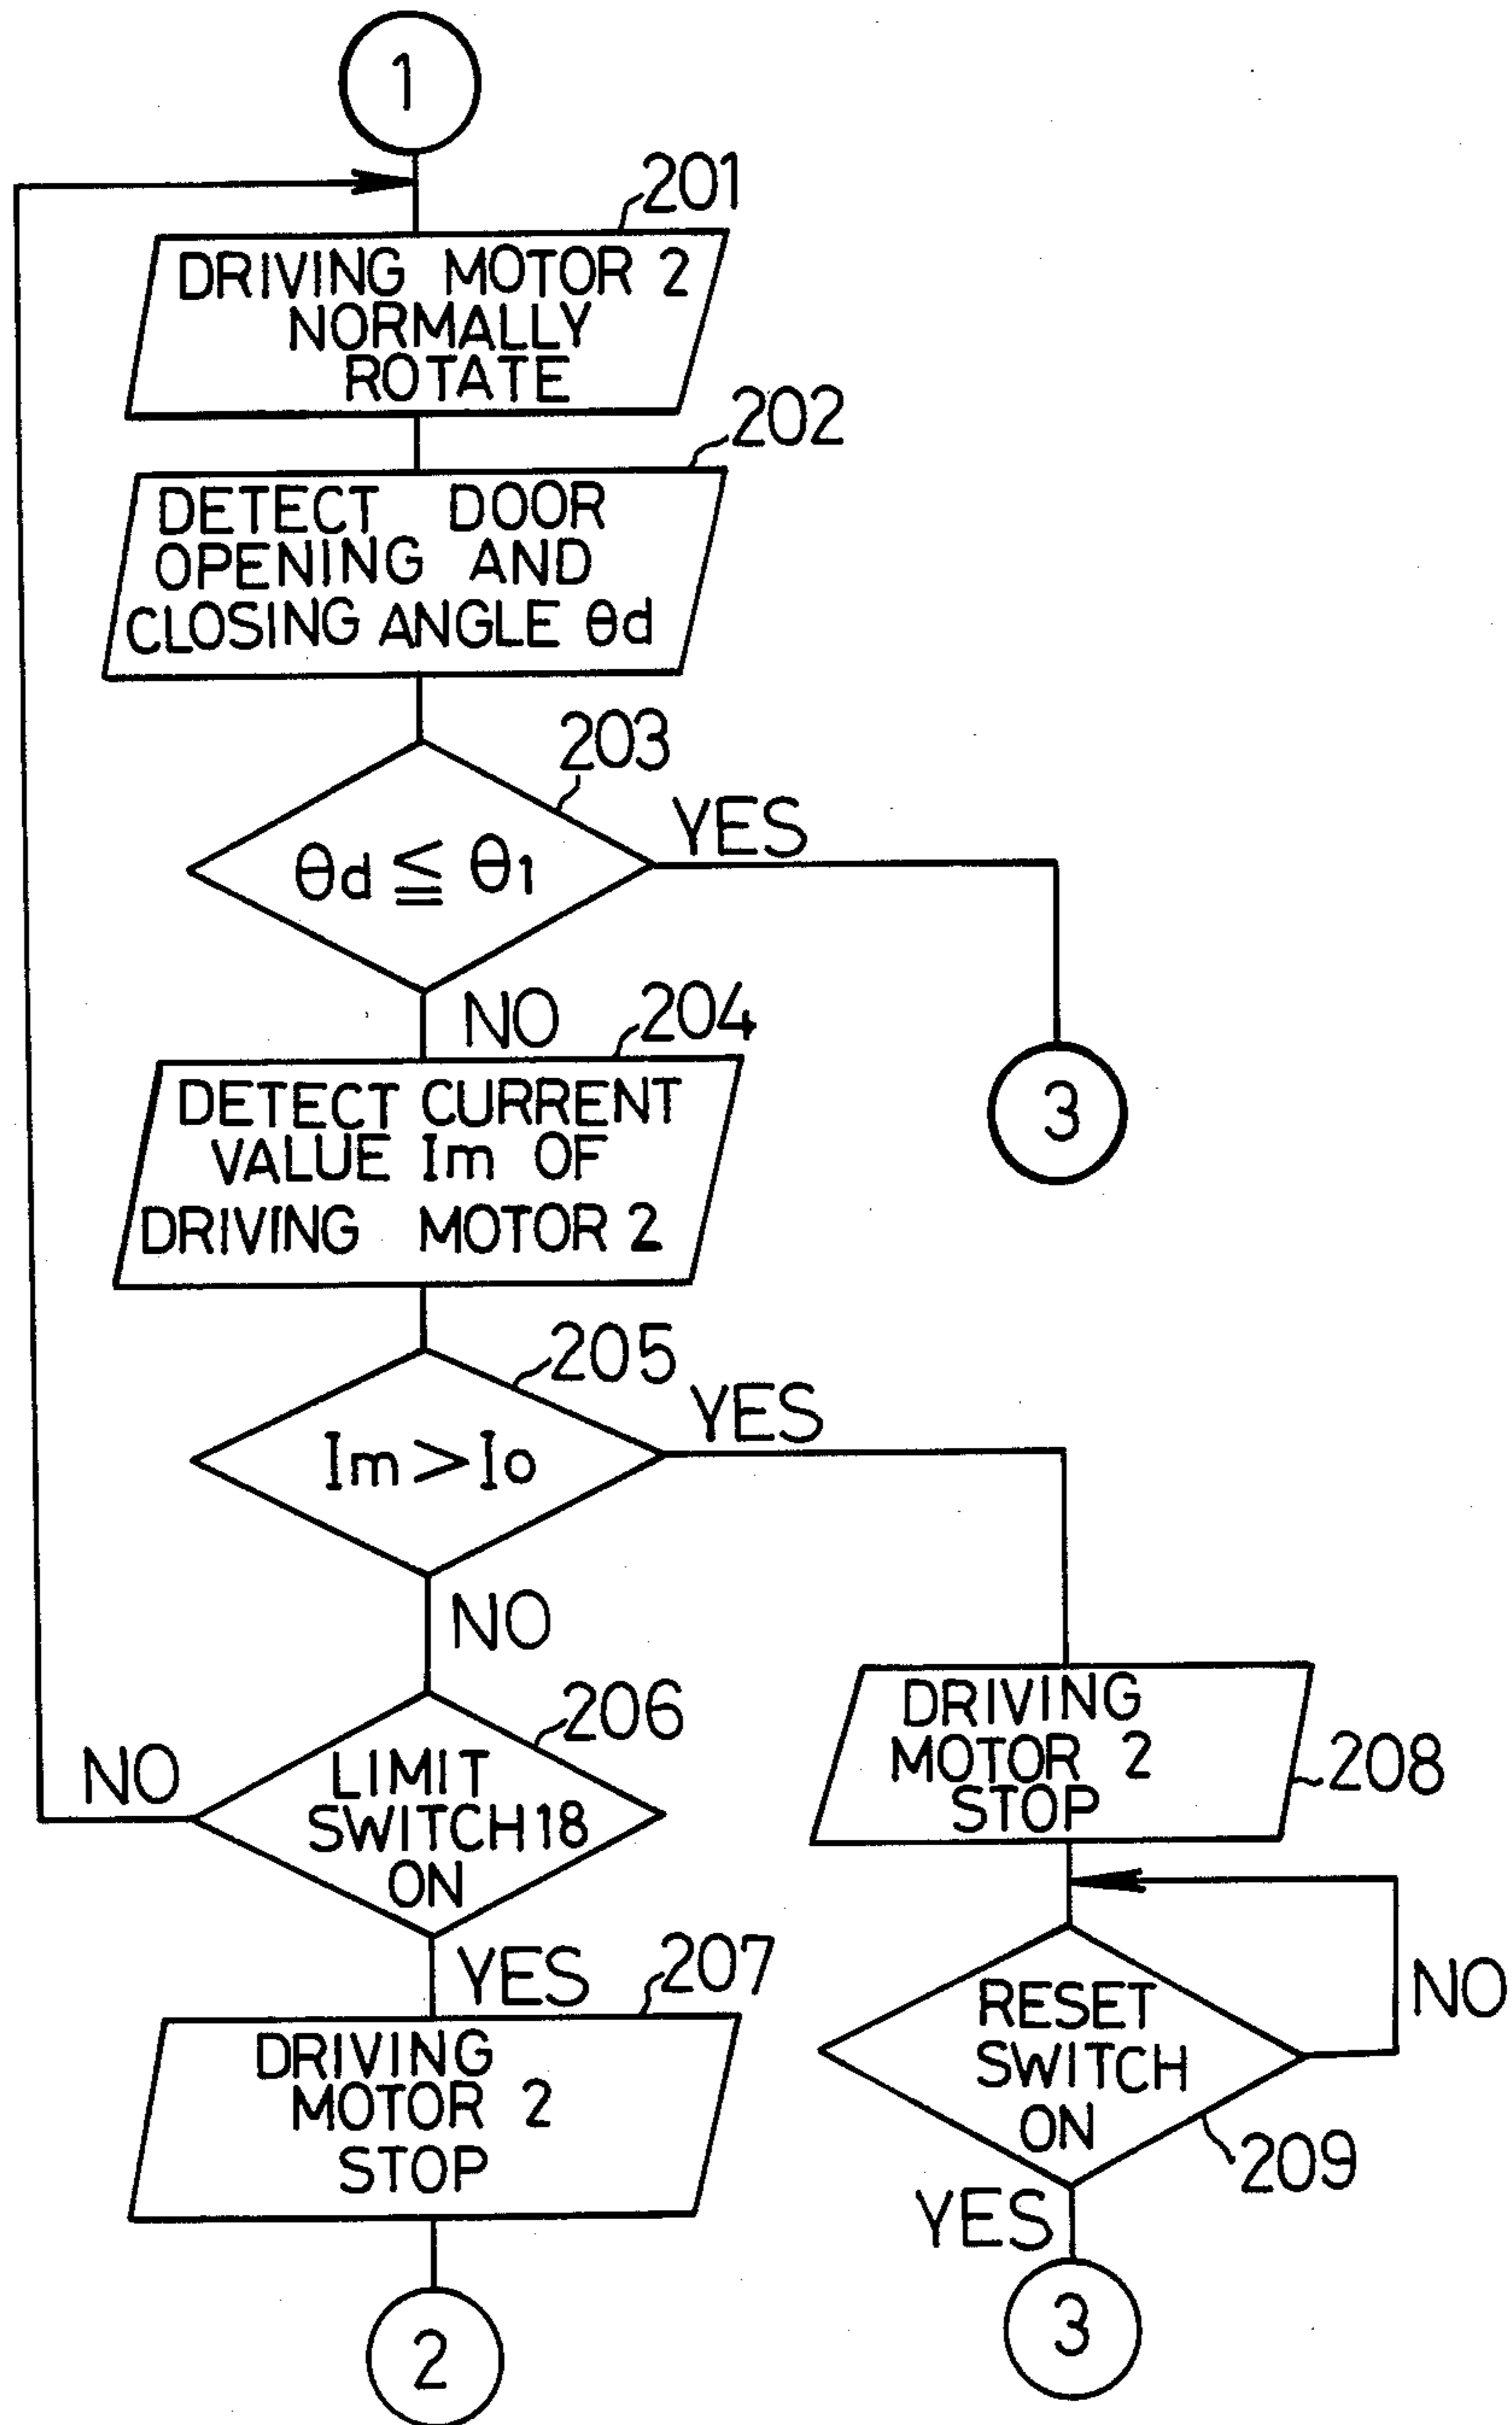 1
201
DRIVING MOTOR 2
NORMALLY
ROTATE
202
DETECT DOOR
OPENING AND
CLOSING ANGLE θd
203
θd ≦ θ1
YES
NO
3
204
DETECT CURRENT
VALUE Im OF
DRIVING MOTOR 2
205
Im > Io
YES
NO
206
LIMIT
SWITCH 18
ON
NO
YES
207
DRIVING
MOTOR 2
STOP
2
208
DRIVING
MOTOR 2
STOP
RESET
SWITCH
ON
NO
209
YES
3